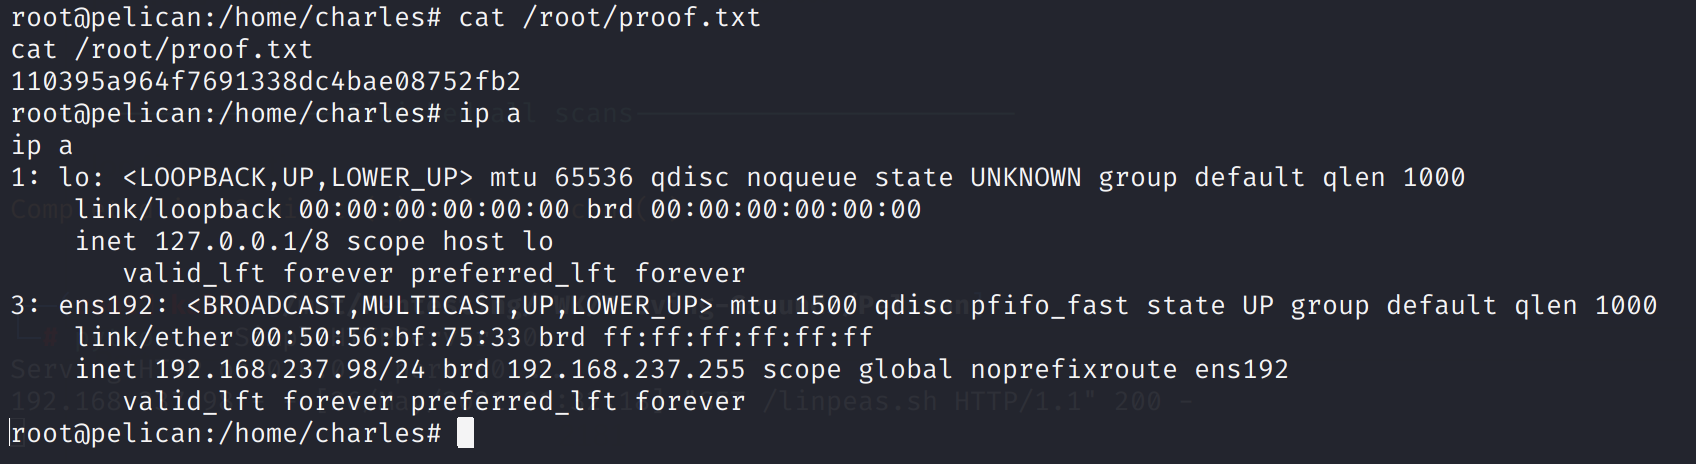 root@pelican:/home/charles# cat /root/proof.txt
cat /root/proof.txt
110395a964f7691338dc4bae08752fb2
root@pelican:/home/charles# ip a
ip a
1: lo: <LOOPBACK,UP,LOWER_UP> mtu 65536 qdisc noqueue state UNKNOWN group default qlen 1000
    link/loopback 00:00:00:00:00:00 brd 00:00:00:00:00:00
    inet 127.0.0.1/8 scope host lo
       valid_lft forever preferred_lft forever
3: ens192: <BROADCAST,MULTICAST,UP,LOWER_UP> mtu 1500 qdisc pfifo_fast state UP group default qlen 1000
    link/ether 00:50:56:bf:75:33 brd ff:ff:ff:ff:ff:ff
    inet 192.168.237.98/24 brd 192.168.237.255 scope global noprefixroute ens192
       valid_lft forever preferred_lft forever
/linpeas.sh HTTP/1.1" 200 -
root@pelican:/home/charles#